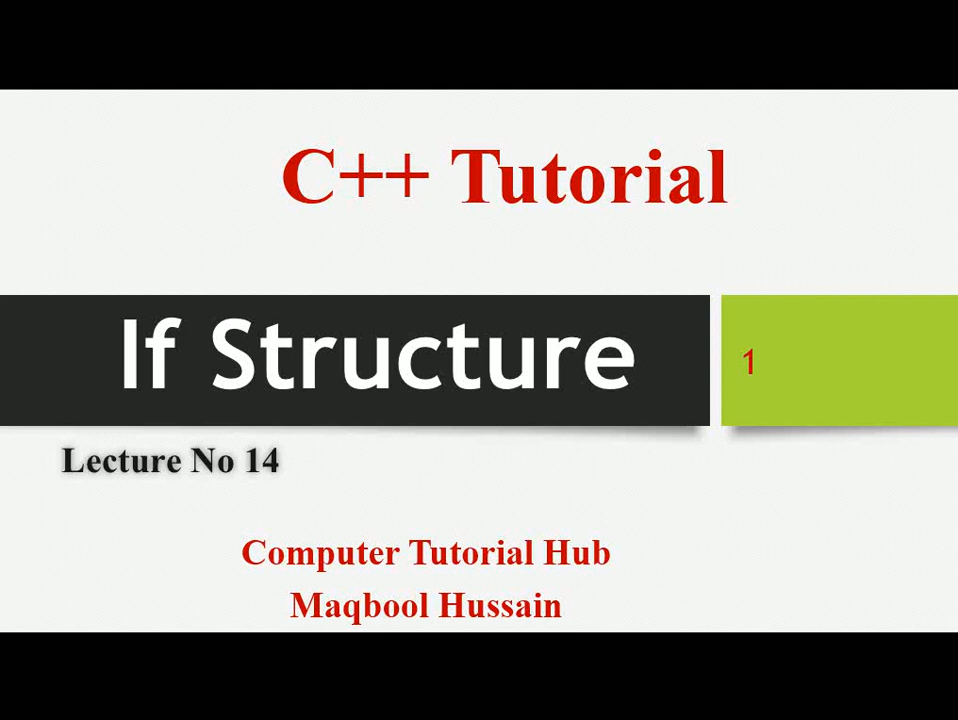 C++ Tutorial
If Structure
1
Lecture No 14
Computer Tutorial Hub
Maqbool Hussain